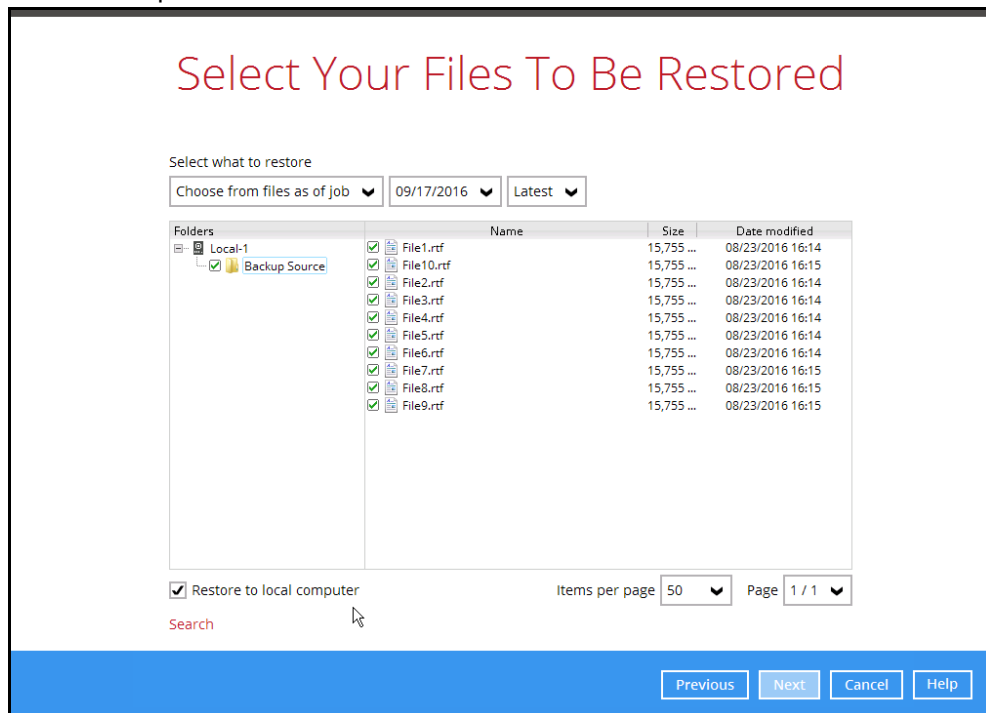 Select Your Files To Be Restored
Select what to restore
Choose from files as of job 09/17/2016 Latest
Folders Name Size Date modified
Local-1 File1.rtf 15,755 ... 08/23/2016 16:14
Backup Source File10.rtf 15,755 ... 08/23/2016 16:15
File2.rtf 15,755 ... 08/23/2016 16:14
File3.rtf 15,755 ... 08/23/2016 16:14
File4.rtf 15,755 ... 08/23/2016 16:14
File5.rtf 15,755 ... 08/23/2016 16:14
File6.rtf 15,755 ... 08/23/2016 16:14
File7.rtf 15,755 ... 08/23/2016 16:15
File8.rtf 15,755 ... 08/23/2016 16:15
File9.rtf 15,755 ... 08/23/2016 16:15
Restore to local computer Items per page 50 Page 1 / 1
Search
Previous Next Cancel Help